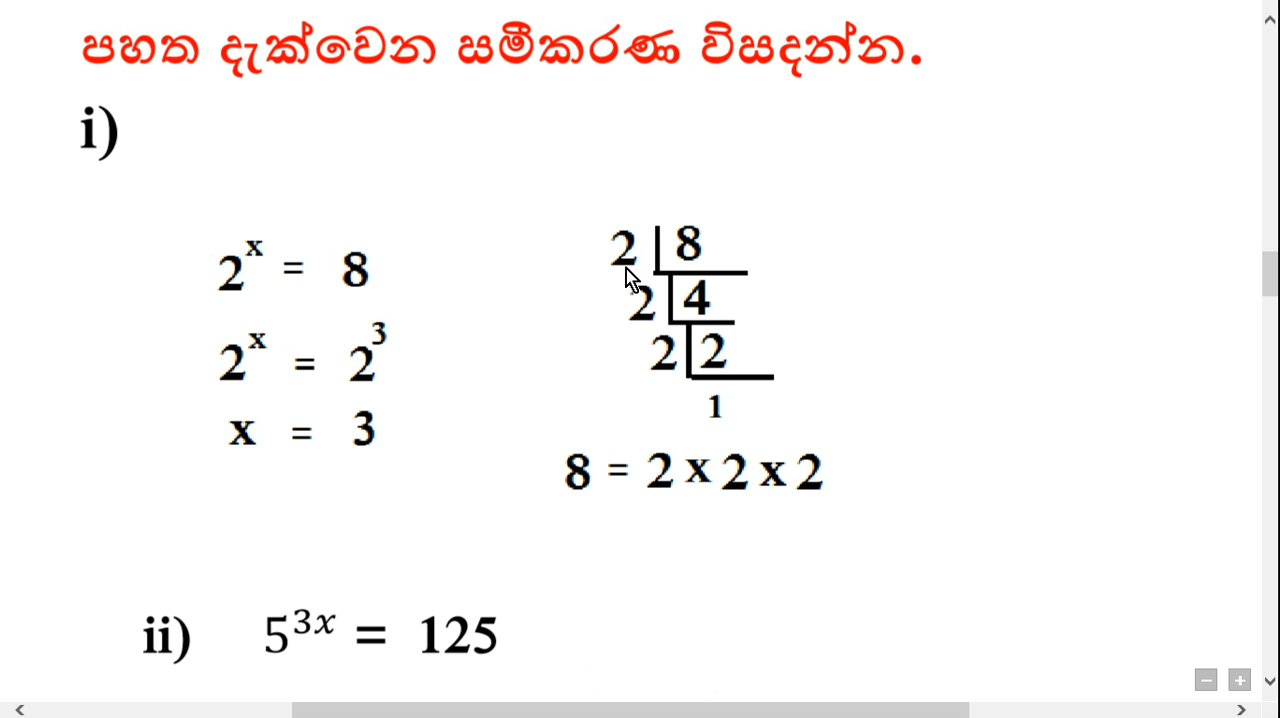 පහත දැක්වෙන සමීකරණ විසදන්න.
i)
2^x = 8
2^x = 2^3
x = 3
2 | 8
2 | 4
2 | 2
1
8 = 2 x 2 x 2
ii) 5^{3x} = 125